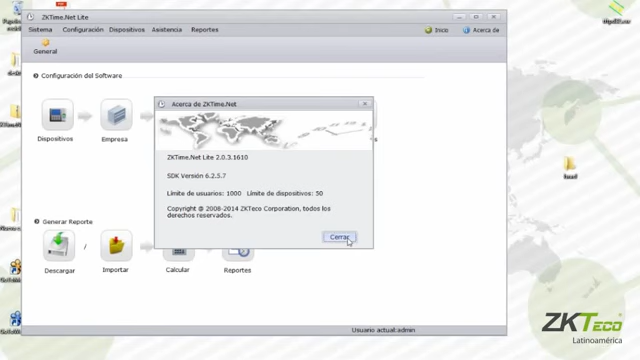 ZKTime.Net Lite
Sistema Configuración Dispositivos Asistencia Reportes
Inicio Acerca de
General
Configuración del Software
Dispositivos Empresa
Acerca de ZKTime.Net
ZKTime.Net Lite 2.0.3.1610
SDK Versión 6.2.5.7
Límite de usuarios: 1000 Límite de dispositivos: 50
Copyright @ 2008-2014 ZKTeco Corporation, todos los
derechos reservados.
Cerrar
Generar Reporte
/
Descargar Importar Calcular Reportes
Usuario actual:admin
ZKTeco
Latinoamérica